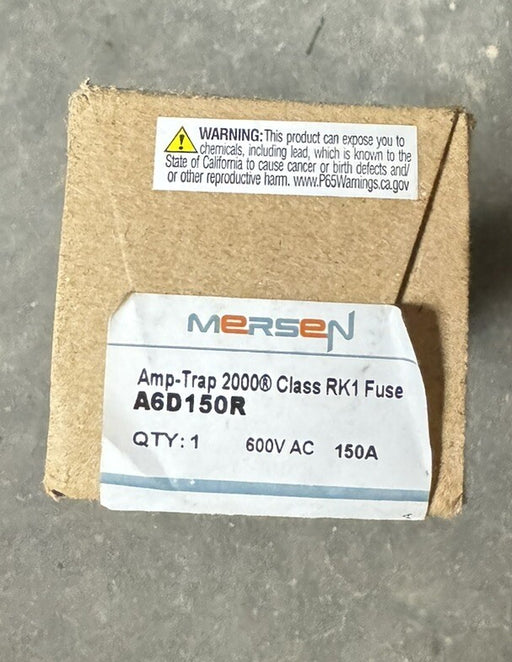 WARNING: This product can expose you to
chemicals, including lead, which is known to the
State of California to cause cancer or birth defects and/
or other reproductive harm. www.P65Warnings.ca.gov
MERSEN
Amp-Trap 2000® Class RK1 Fuse
A6D150R
QTY: 1 600V AC 150A
A